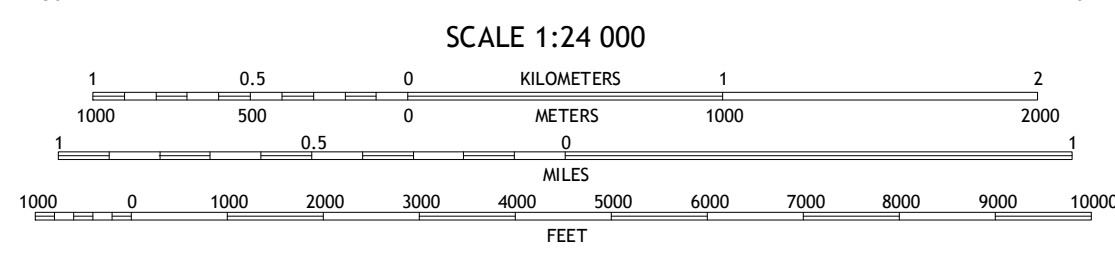 SCALE 1:24 000
1 0.5 0 KILOMETERS 1 2
1000 500 0 METERS 1000 2000
1 0.5 0 1
MILES
1000 0 1000 2000 3000 4000 5000 6000 7000 8000 9000 10000
FEET